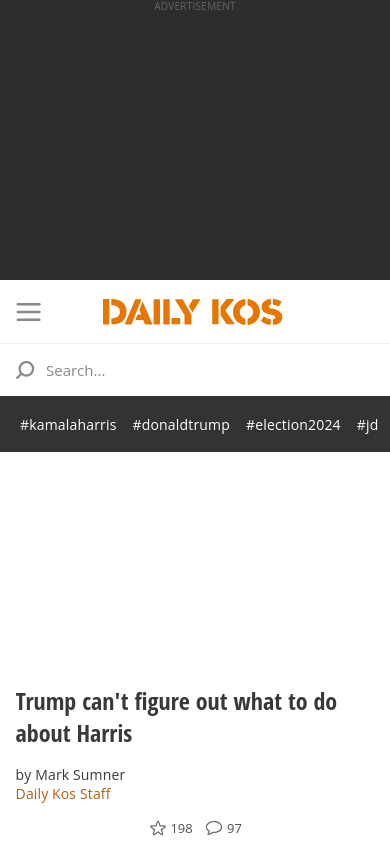 ADVERTISEMENT
DAILY KOS
Search...
#kamalaharris #donaldtrump #election2024 #jd
Trump can't figure out what to do
about Harris
by Mark Sumner
Daily Kos Staff
198 97